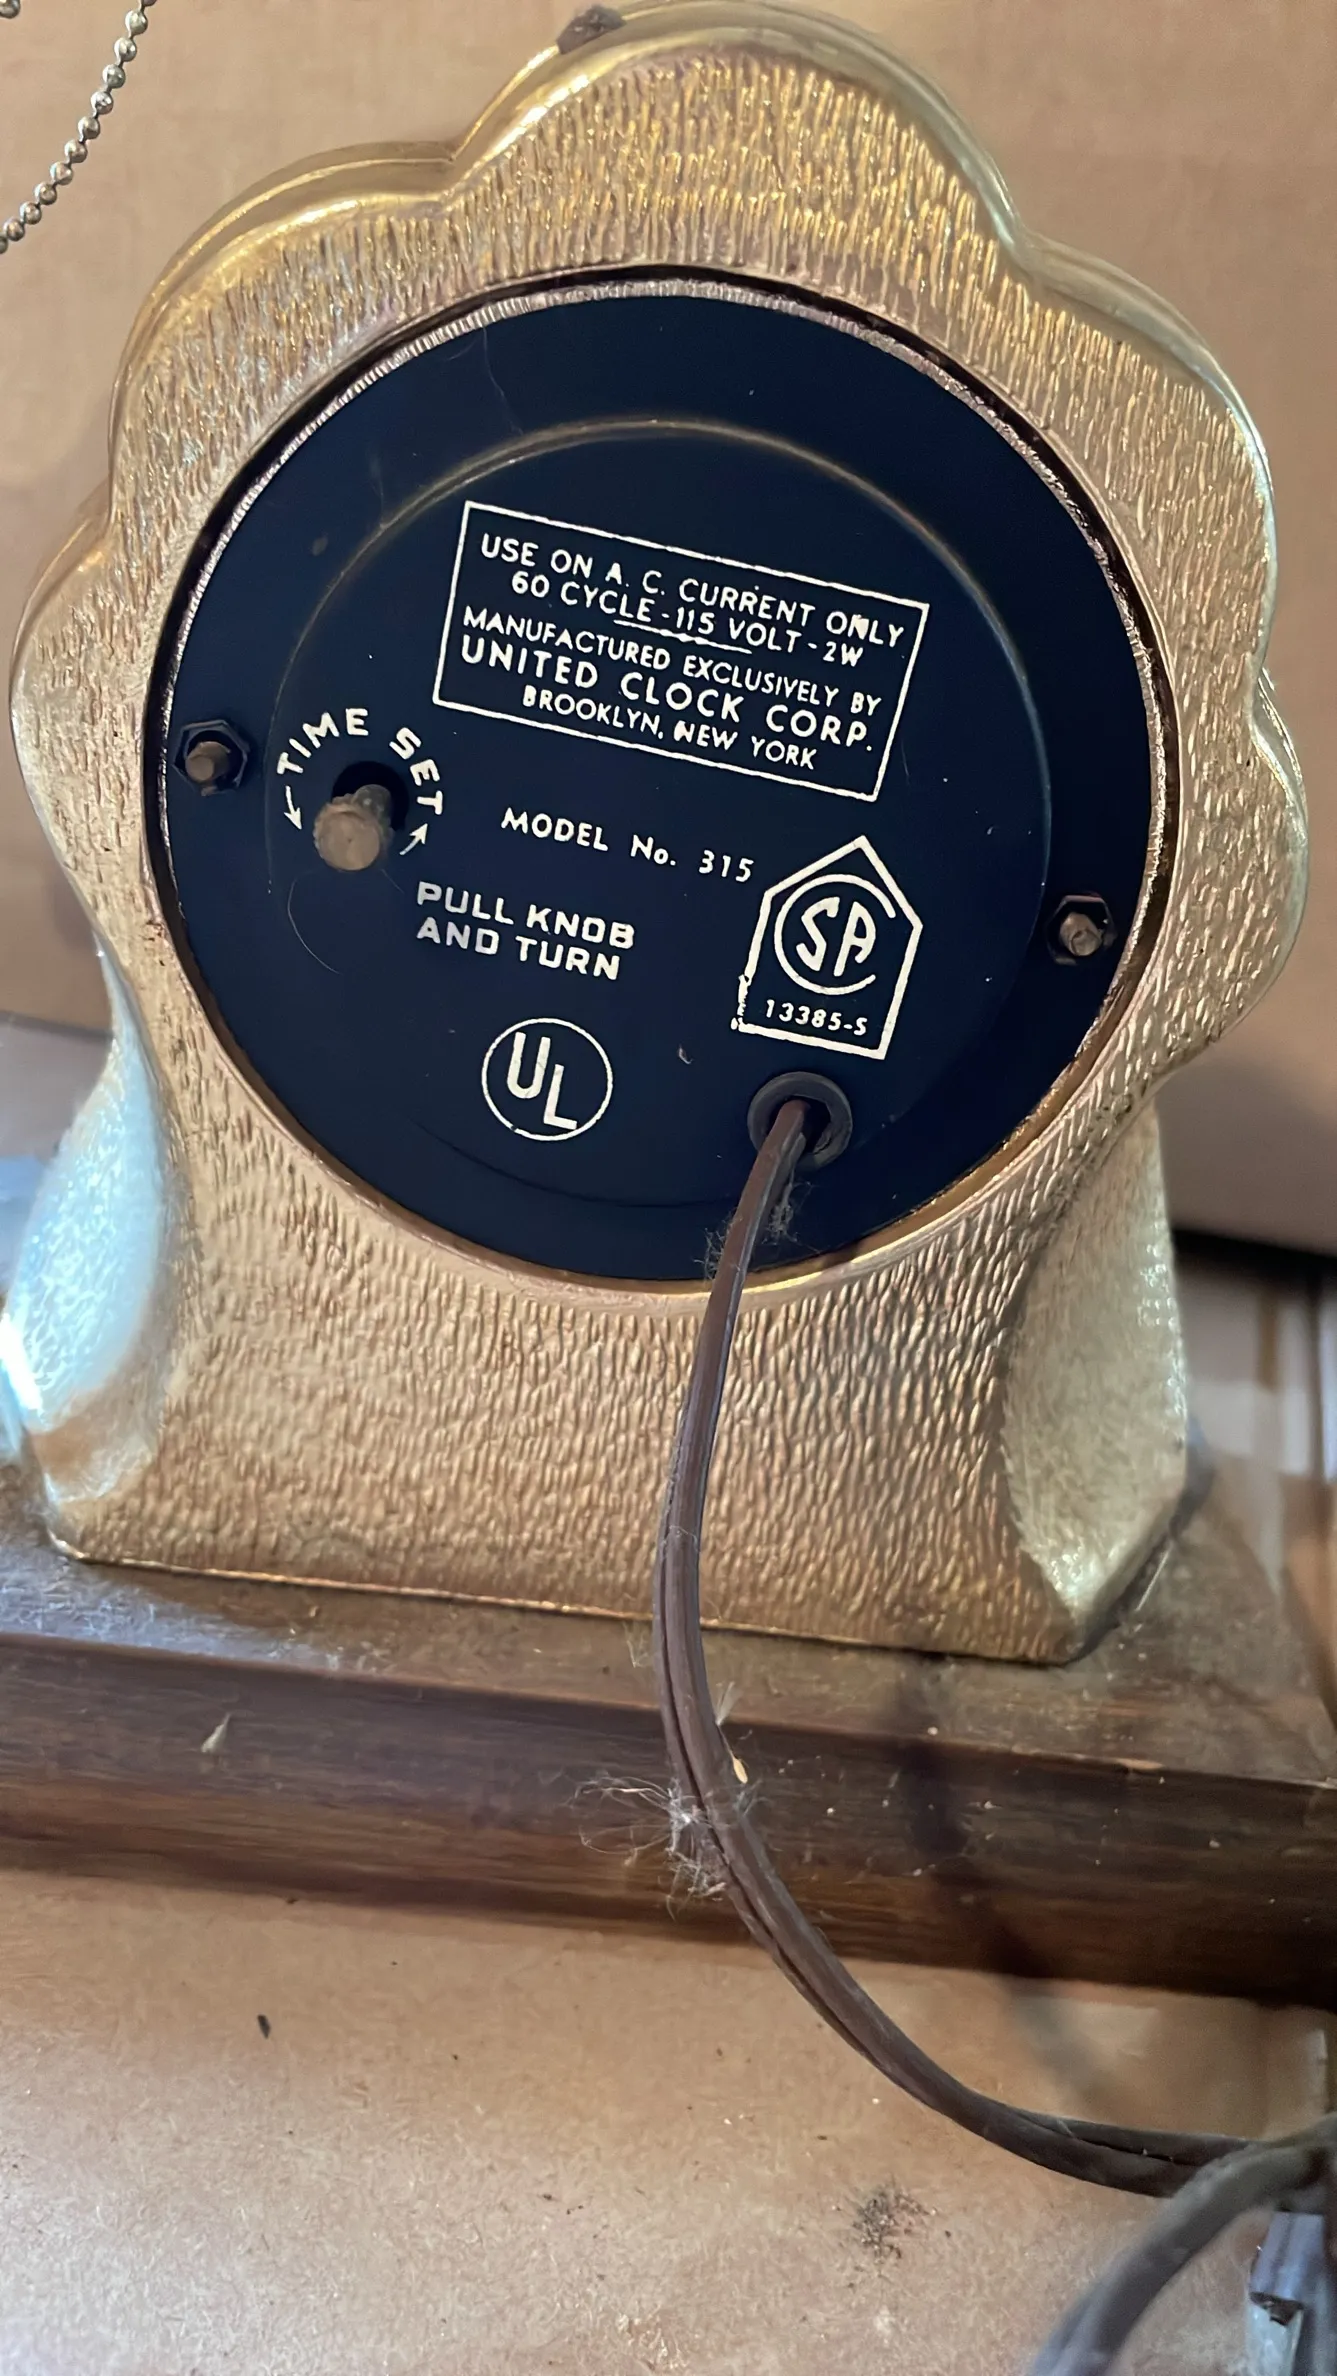 USE ON A. C. CURRENT ONLY
60 CYCLE - 115 VOLT - 2W
MANUFACTURED EXCLUSIVELY BY
UNITED CLOCK CORP.
BROOKLYN, NEW YORK
TIME SET
MODEL No. 315
PULL KNOB
AND TURN
SA
13385-S
UL